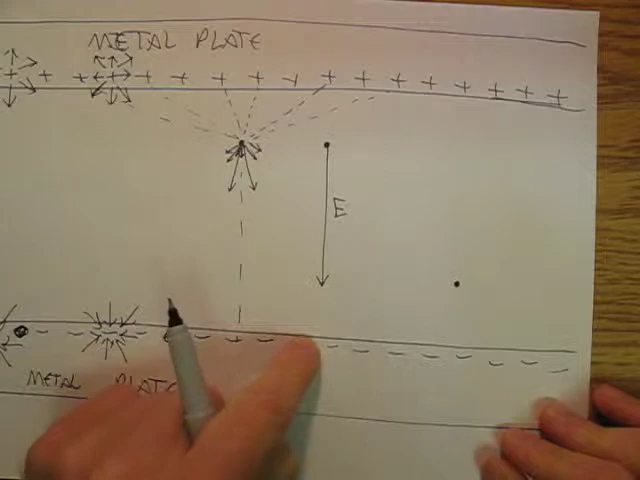 METAL PLATE
+ + + + + + + + + + + + + + +
E
- - - - - - - - - - - - -
METAL PLATE